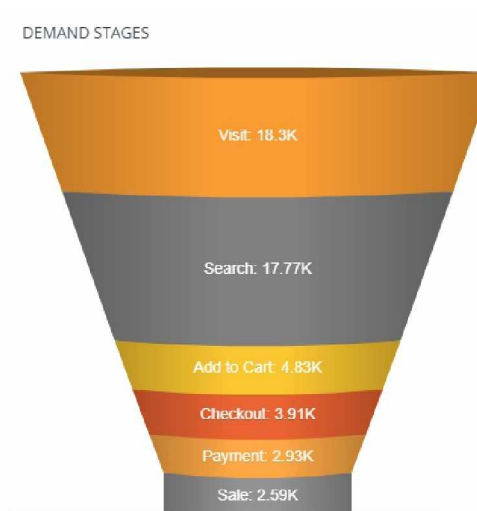 DEMAND STAGES
Visit: 18.3K
Search: 17.77K
Add to Cart: 4.83K
Checkout: 3.91K
Payment: 2.93K
Sale: 2.59K